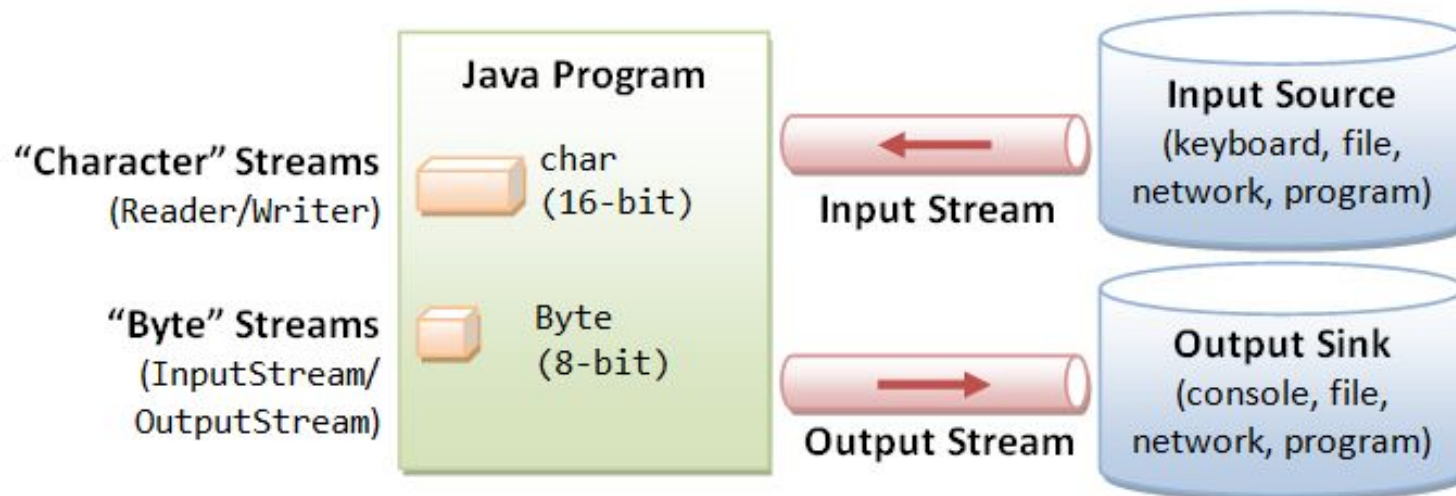 “Character” Streams
(Reader/Writer)
“Byte” Streams
(InputStream/
OutputStream)
Java Program
char
(16-bit)
Byte
(8-bit)
Input Stream
Output Stream
Input Source
(keyboard, file,
network, program)
Output Sink
(console, file,
network, program)